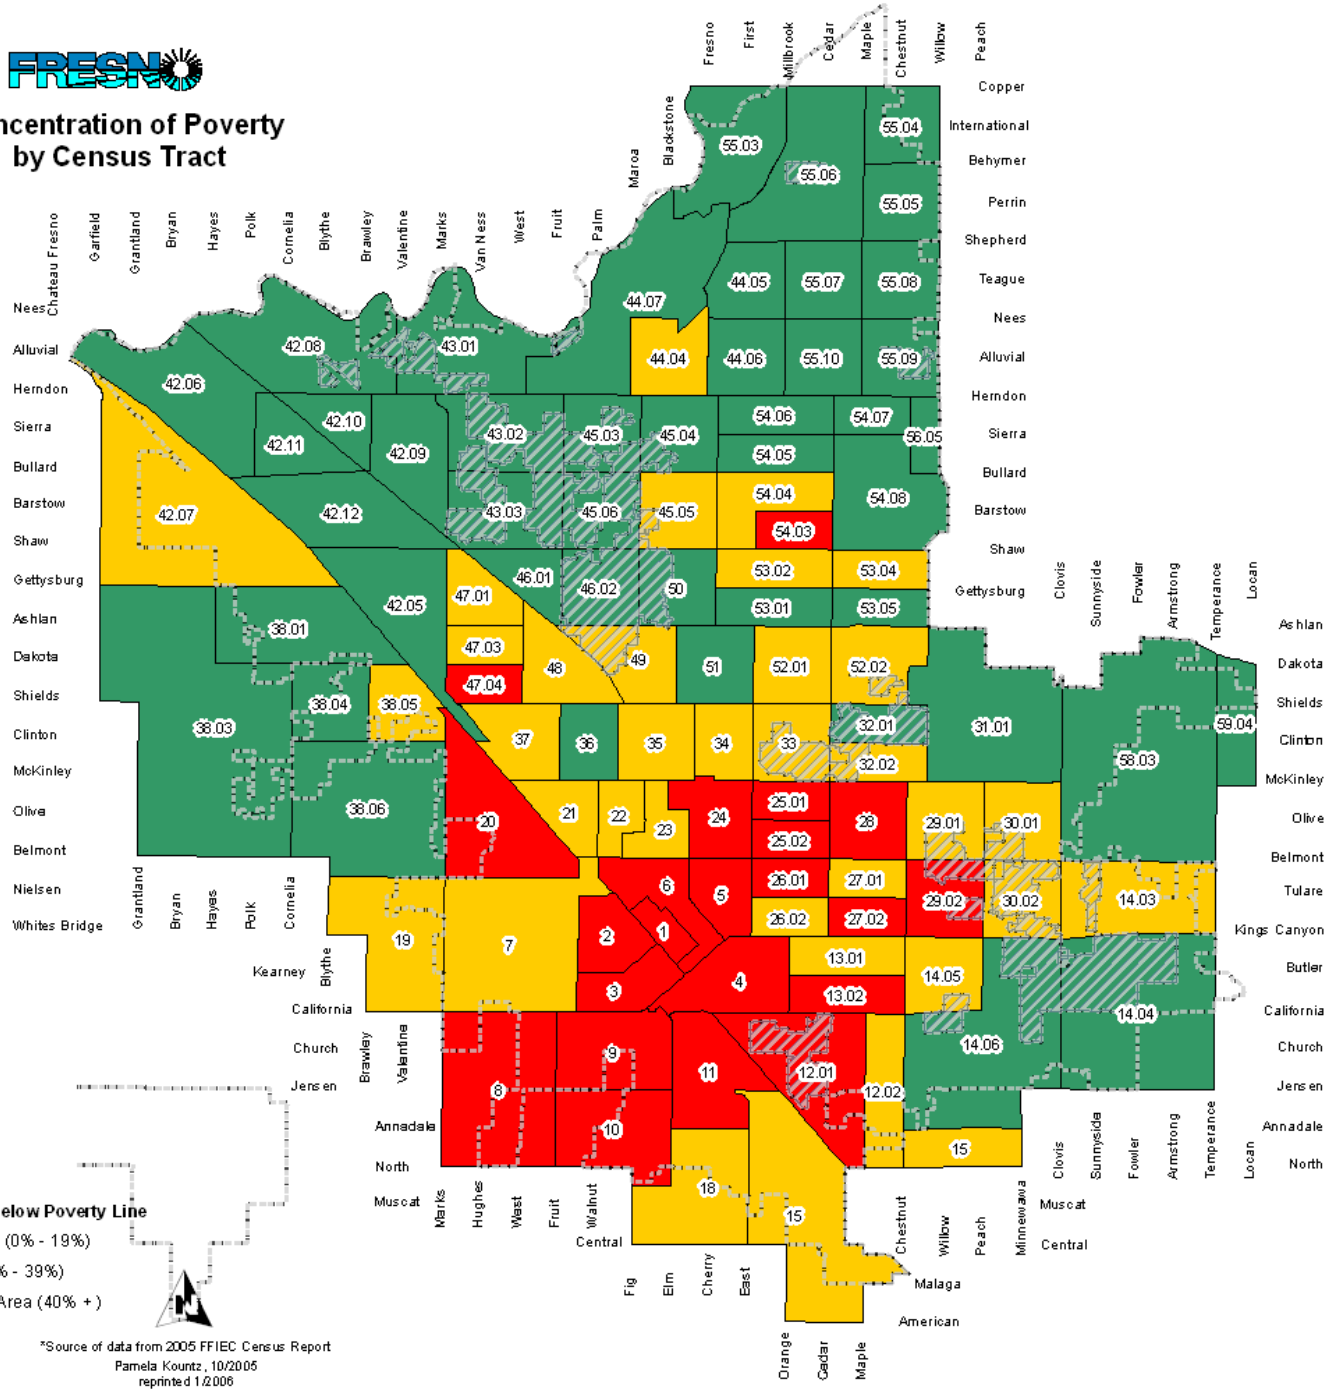 FRESNO
ncentration of Poverty
by Census Tract
Fresno
First
Millbrook
Cedar
Maple
Chestnut
Willow
Peach
Maroa
Blackstone
Copper
International
Behymer
Perrin
Shepherd
Teague
Nees
Alluvial
Herndon
Sierra
Bullard
Barstow
Shaw
Gettysburg
Chateau Fresno
Garfield
Grantland
Bryan
Hayes
Polk
Cornelia
Blythe
Brawley
Valentine
Marks
Van Ness
West
Fruit
Palm
Nees
Alluvial
Herndon
Sierra
Bullard
Barstow
Shaw
Gettysburg
Ashlan
Dakota
Shields
Clinton
McKinley
Olive
Belmont
Nielsen
Whites Bridge
Clovis
Sunnyside
Fowler
Armstrong
Temperance
Locan
Ashlan
Dakota
Shields
Clinton
McKinley
Olive
Belmont
Tulare
Kings Canyon
Butler
California
Church
Jensen
Annadale
North
55.03
55.04
55.06
55.05
44.07
44.05
55.07
55.08
42.08
43.01
44.04
44.06
55.10
55.09
42.06
42.10
42.11
42.09
43.02
45.03
45.04
54.06
54.07
56.05
54.05
42.07
42.12
43.03
45.06
45.05
54.04
54.03
54.08
42.05
47.01
46.01
46.02
50
53.02
53.04
53.01
53.05
38.01
47.03
47.04
48
49
51
52.01
52.02
38.03
38.04
38.05
37
36
35
34
33
32.01
32.02
31.01
58.03
59.04
38.06
20
21
22
23
24
25.01
25.02
28
29.01
30.01
6
5
26.01
26.02
27.01
27.02
29.02
30.02
14.03
19
7
2
1
3
4
13.01
13.02
14.05
14.06
14.04
8
9
10
11
12.01
12.02
15
18
15
Grantland
Bryan
Hayes
Polk
Cornelia
Blythe
Kearney
California
Church
Jensen
Brawley
Valentine
Annadale
North
Muscat
Marks
Hughes
West
Fruit
Walnut
Central
Fig
Elm
Cherry
East
Orange
Cedar
Maple
Chestnut
Willow
Peach
Minnewawa
Clovis
Sunnyside
Fowler
Armstrong
Temperance
Locan
Muscat
Central
Malaga
American
elow Poverty Line
(0% - 19%)
% - 39%)
Area (40% + )
N
*Source of data from 2005 FFIEC Census Report
Pamela Kountz, 10/2005
reprinted 1/2006